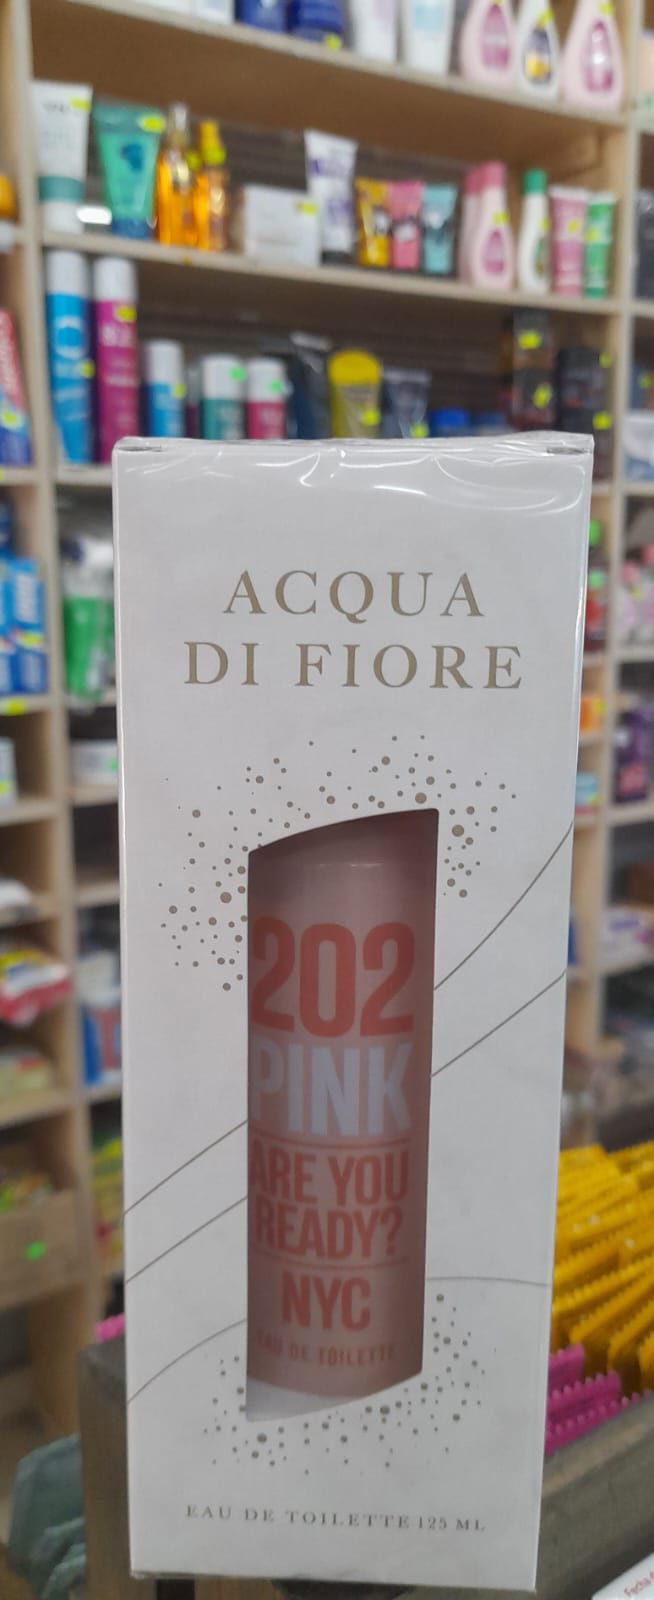 ACQUA
DI FIORE
202
PINK
ARE YOU
READY?
NYC
EAU DE TOILETTE
EAU DE TOILETTE 125 ML